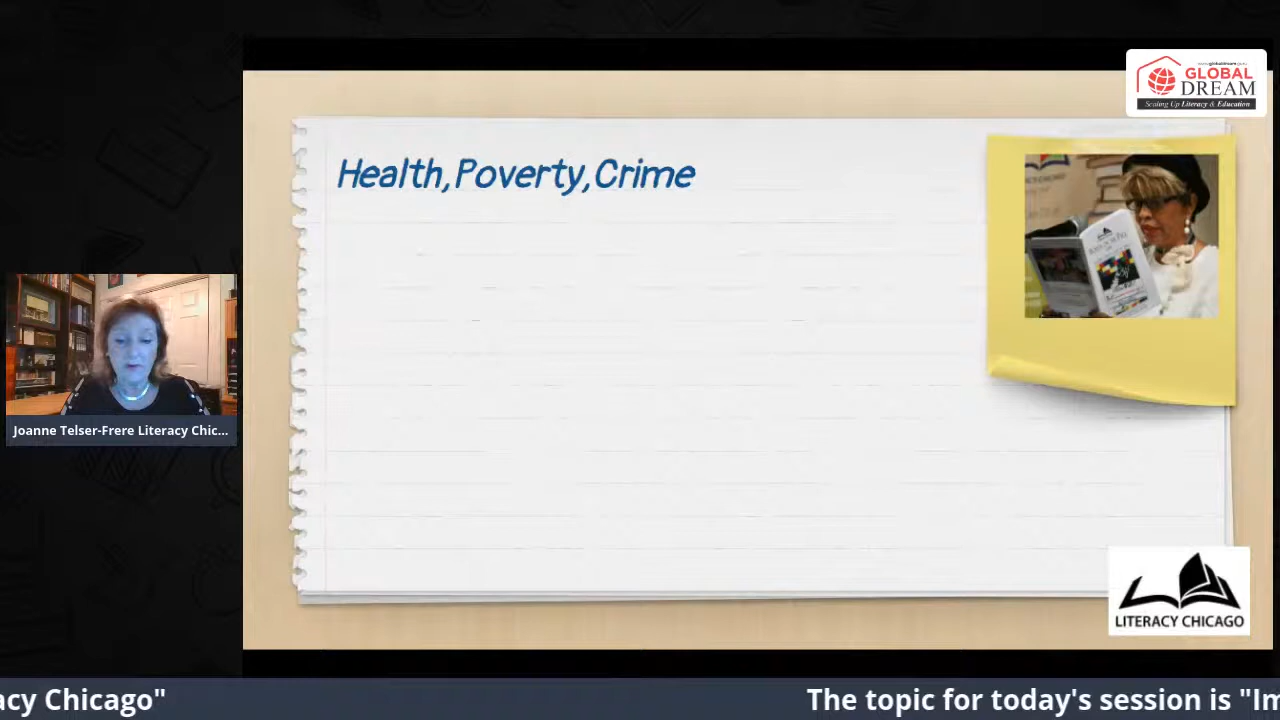 GLOBAL
DREAM
Scaling Up Literacy & Education
Health,Poverty,Crime
Joanne Telser-Frere Literacy Chic...
LITERACY CHICAGO
acy Chicago"
The topic for today's session is "Im